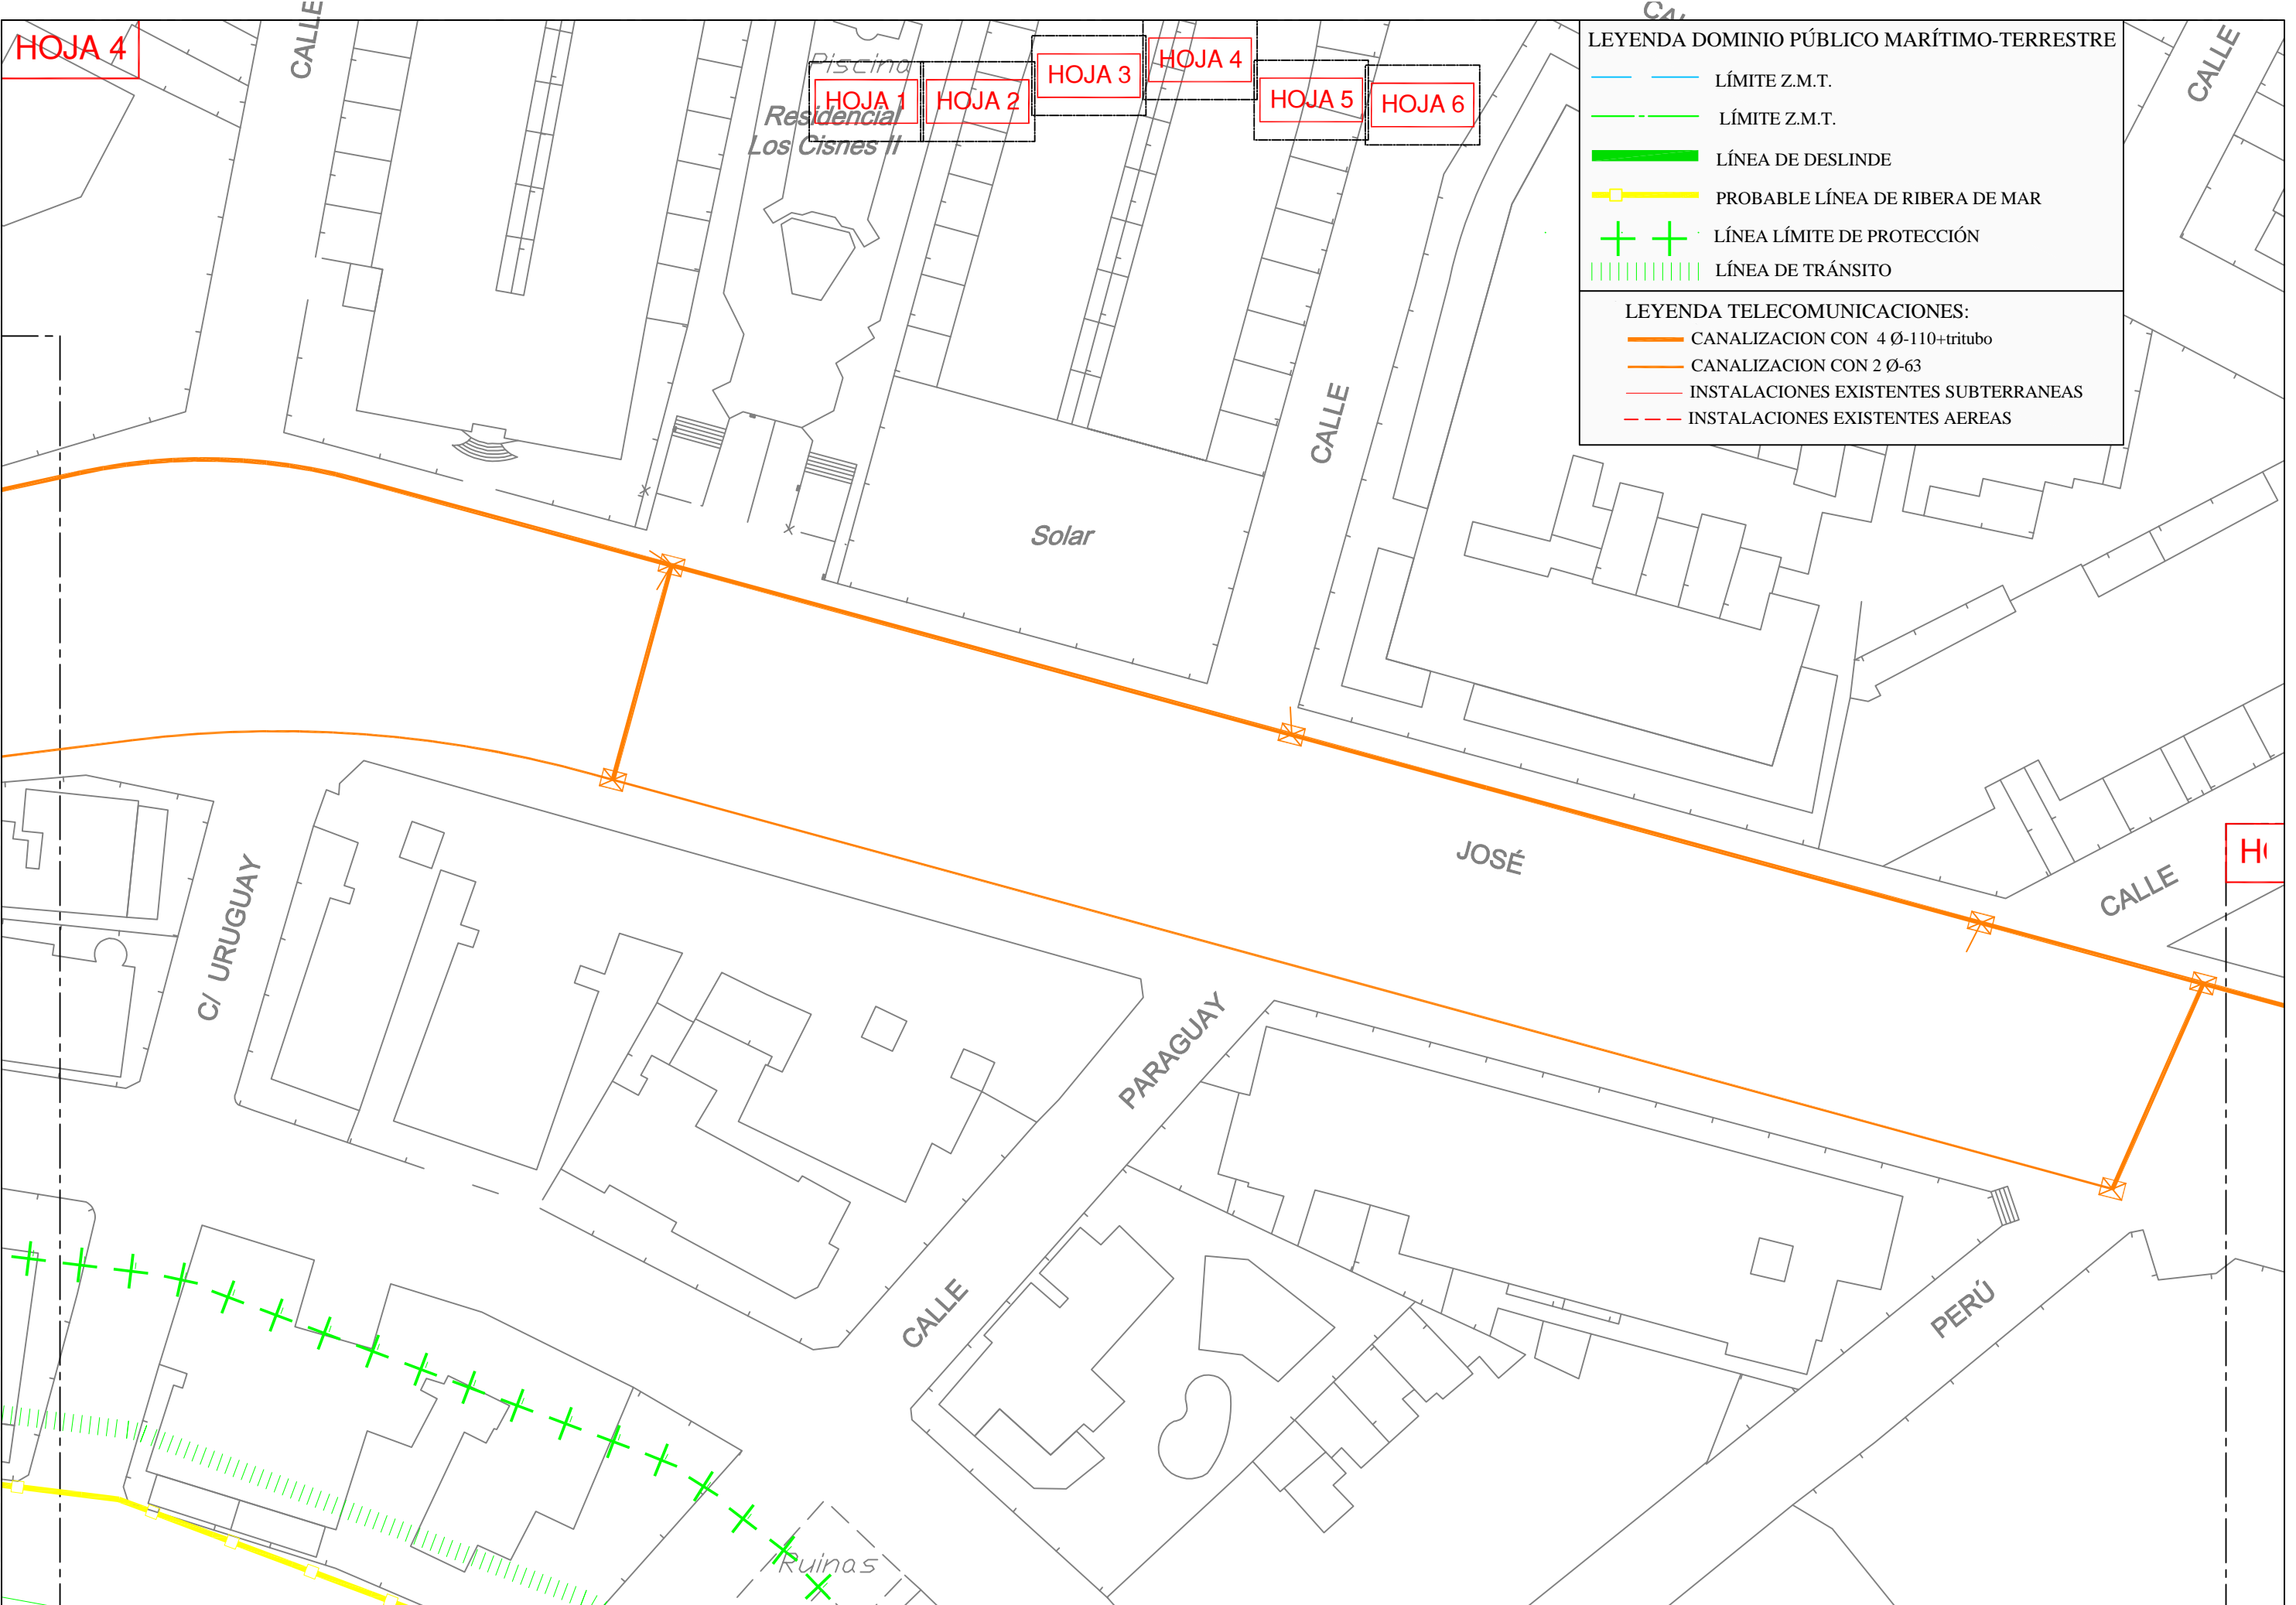 HOJA 4
CALLE
Piscina
Residencial
Los Cisnes II
HOJA 1
HOJA 2
HOJA 3
HOJA 4
HOJA 5
HOJA 6
LEYENDA DOMINIO PÚBLICO MARÍTIMO-TERRESTRE
LÍMITE Z.M.T.
LÍMITE Z.M.T.
LÍNEA DE DESLINDE
PROBABLE LÍNEA DE RIBERA DE MAR
LÍNEA LÍMITE DE PROTECCIÓN
LÍNEA DE TRÁNSITO
LEYENDA TELECOMUNICACIONES:
CANALIZACION CON 4 Ø-110+tritubo
CANALIZACION CON 2 Ø-63
INSTALACIONES EXISTENTES SUBTERRANEAS
INSTALACIONES EXISTENTES AEREAS
CALLE
CALLE
Solar
JOSÉ
CALLE
C/ URUGUAY
PARAGUAY
CALLE
PERÚ
Ruinas